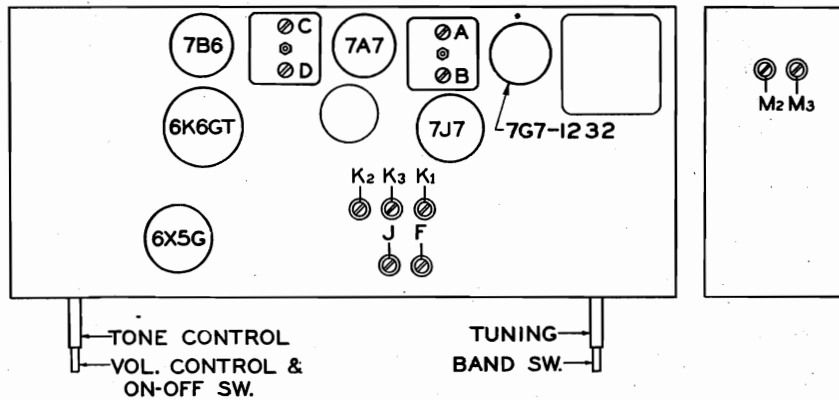 C
7B6
D
7A7
A
B
6K6GT
7J7
7G7-1232
M2 M3
K2 K3 K1
J F
6X5G
TONE CONTROL
VOL. CONTROL &
ON-OFF SW.
TUNING
BAND SW.